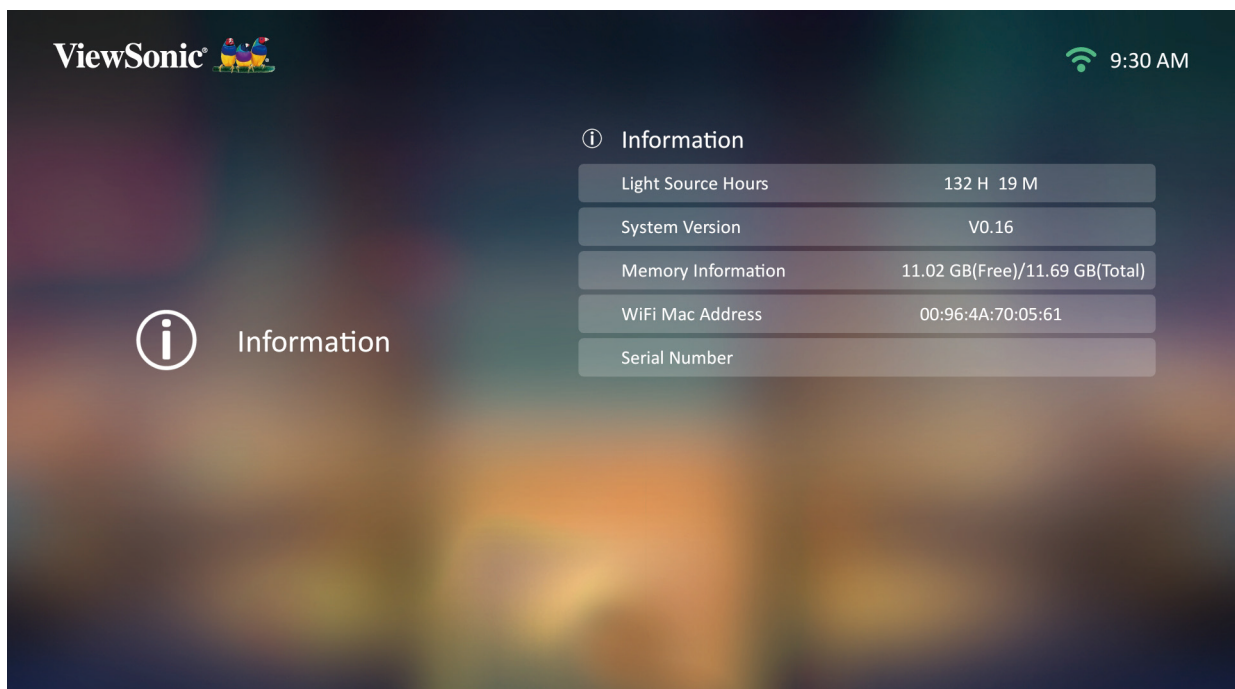 ViewSonic®
9:30 AM
Information
Information
Light Source Hours 132 H 19 M
System Version V0.16
Memory Information 11.02 GB(Free)/11.69 GB(Total)
WiFi Mac Address 00:96:4A:70:05:61
Serial Number